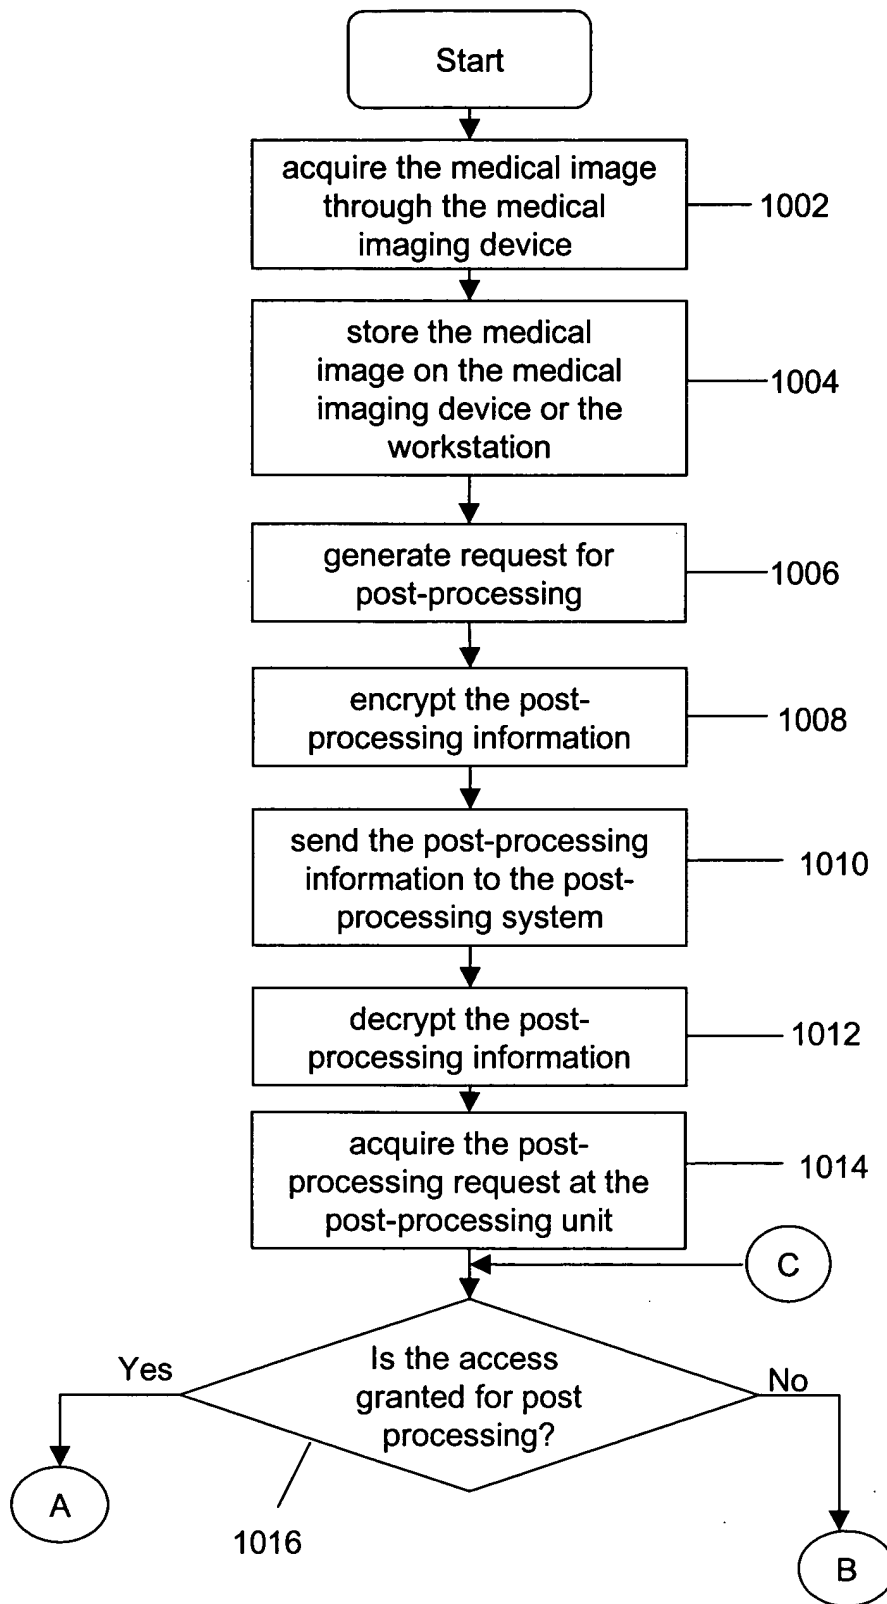 Start
acquire the medical image
through the medical
imaging device
1002
store the medical
image on the medical
imaging device or the
workstation
1004
generate request for
post-processing
1006
encrypt the post-
processing information
1008
send the post-processing
information to the post-
processing system
1010
decrypt the post-
processing information
1012
acquire the post-
processing request at the
post-processing unit
1014
C
Is the access
granted for post
processing?
Yes
No
A
1016
B